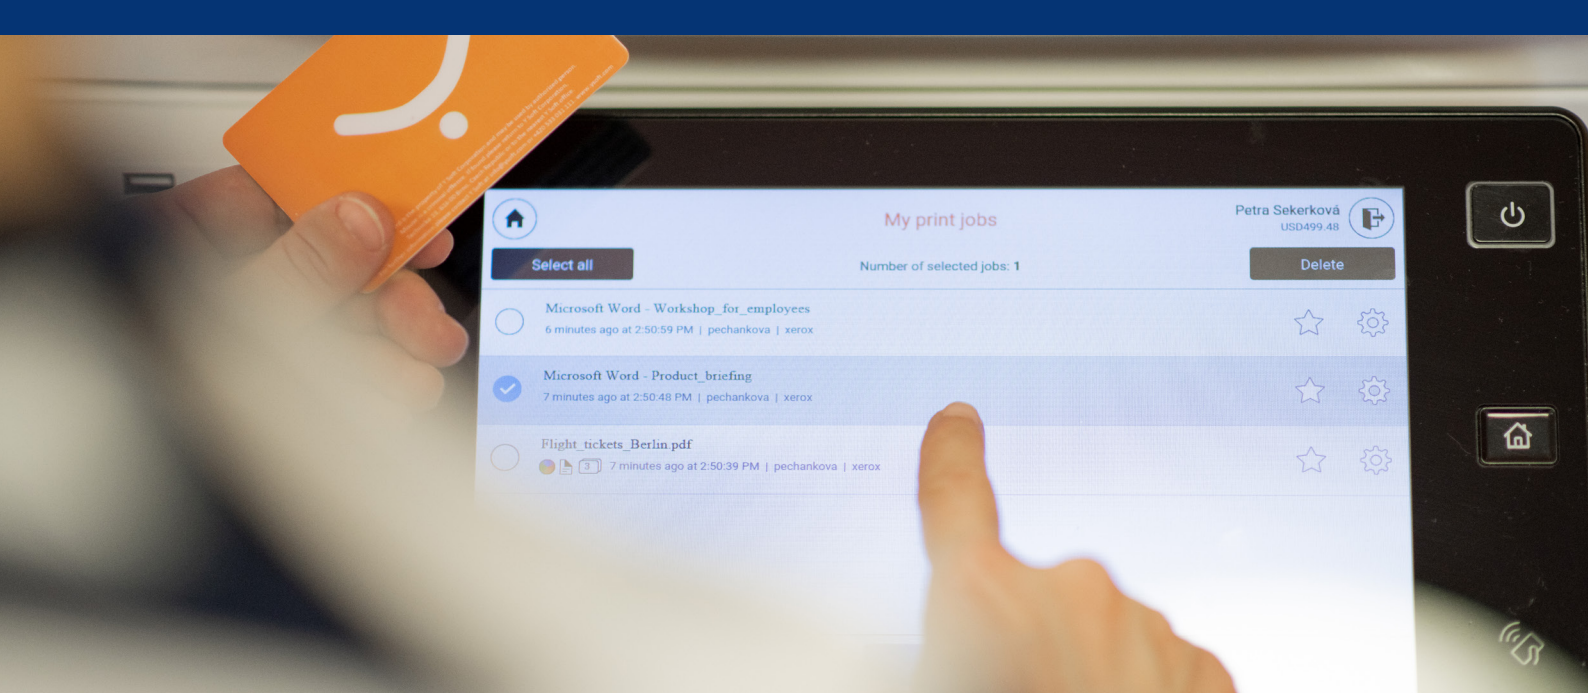 My print jobs
Petra Sekerková
USD499.48
Select all
Number of selected jobs: 1
Delete
Microsoft Word - Workshop_for_employees
6 minutes ago at 2:50:59 PM | pechankova | xerox
Microsoft Word - Product_briefing
7 minutes ago at 2:50:48 PM | pechankova | xerox
Flight_tickets_Berlin.pdf
3 7 minutes ago at 2:50:39 PM | pechankova | xerox